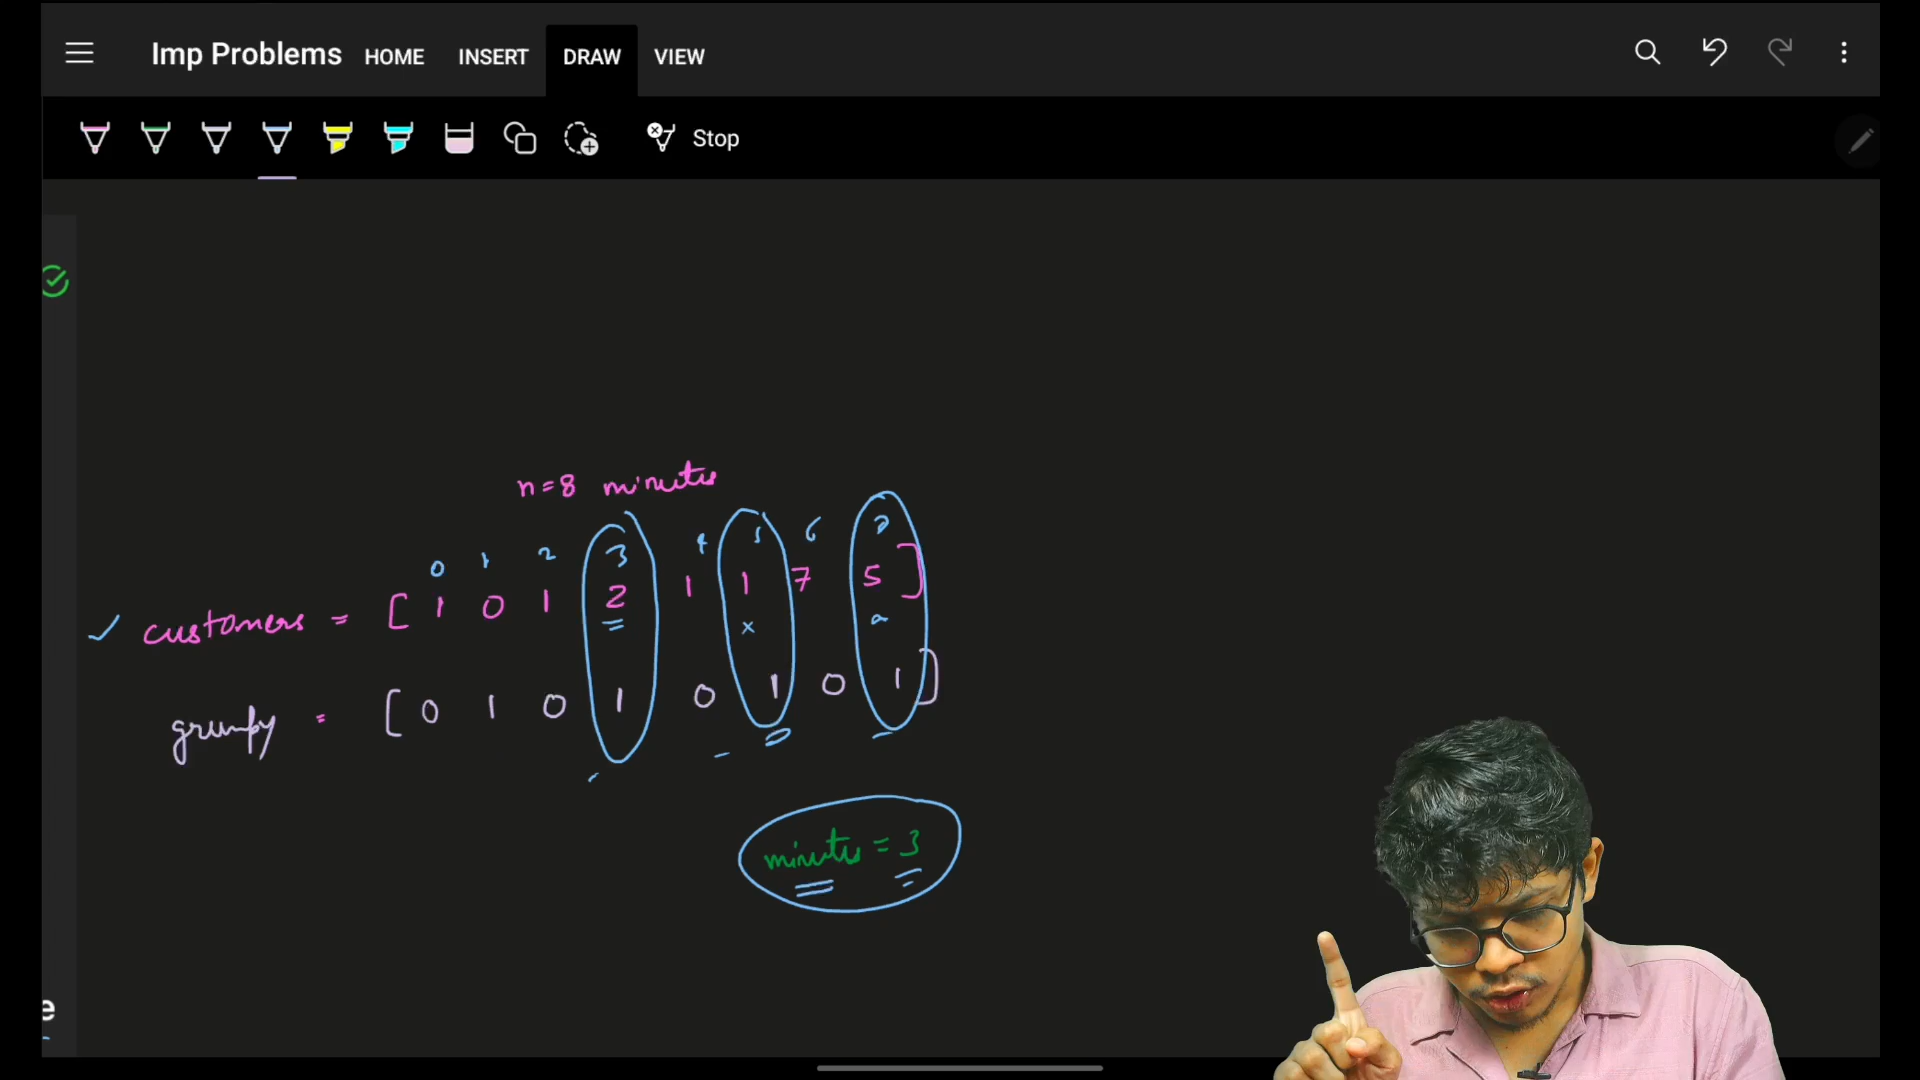 Imp Problems HOME INSERT DRAW VIEW
Stop
n=8 minutes
0 1 2 3 4 5 6 7
customers = [ 1 0 1 2 1 1 7 5 ]
x
grumpy = [ 0 1 0 1 0 1 0 1 ]
minutes = 3
e